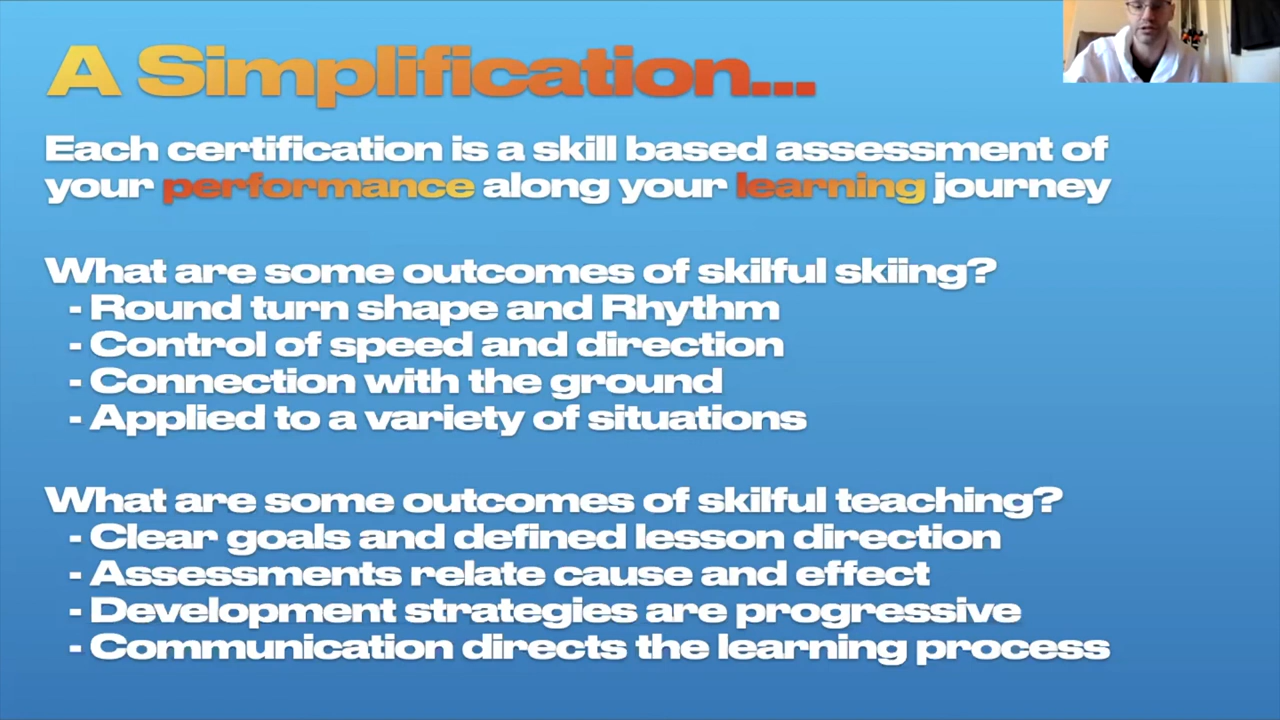 A Simplification...
Each certification is a skill based assessment of
your performance along your learning journey
What are some outcomes of skilful skiing?
- Round turn shape and Rhythm
- Control of speed and direction
- Connection with the ground
- Applied to a variety of situations
What are some outcomes of skilful teaching?
- Clear goals and defined lesson direction
- Assessments relate cause and effect
- Development strategies are progressive
- Communication directs the learning process